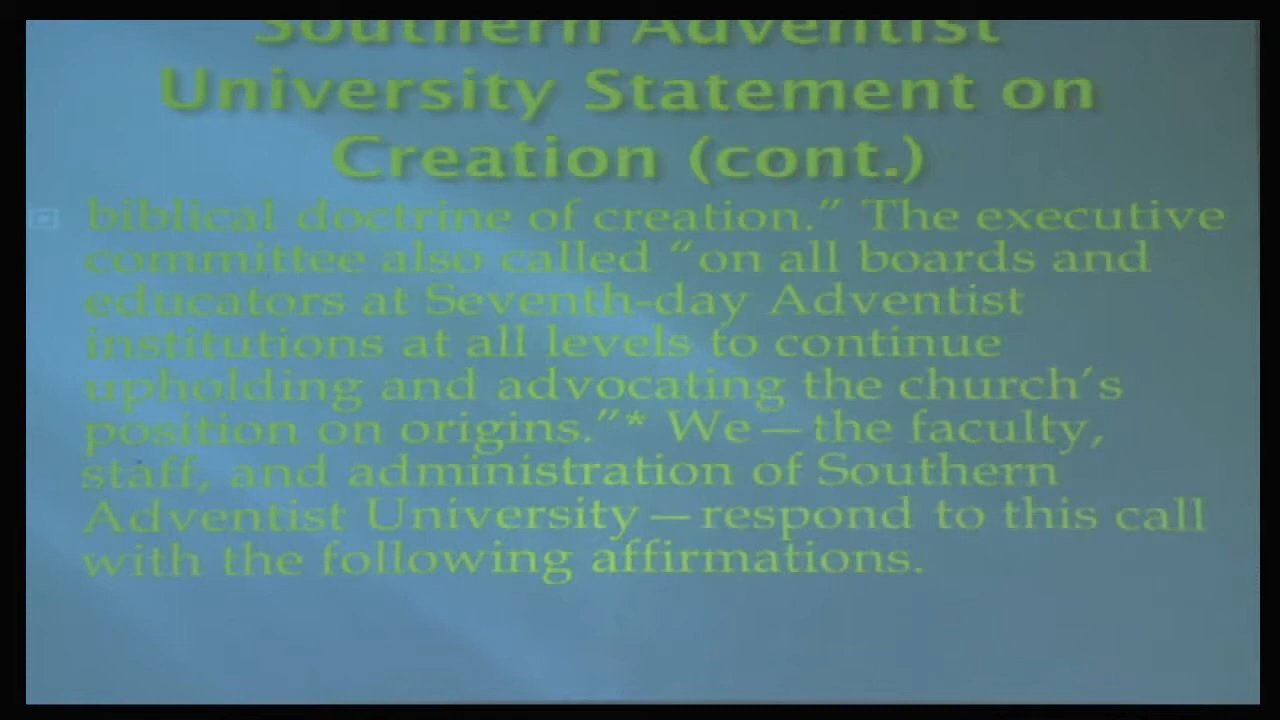 Southern Adventist
University Statement on
Creation (cont.)
biblical doctrine of creation.” The executive
committee also called “on all boards and
educators at Seventh-day Adventist
institutions at all levels to continue
upholding and advocating the church’s
position on origins.”* We—the faculty,
staff, and administration of Southern
Adventist University—respond to this call
with the following affirmations.